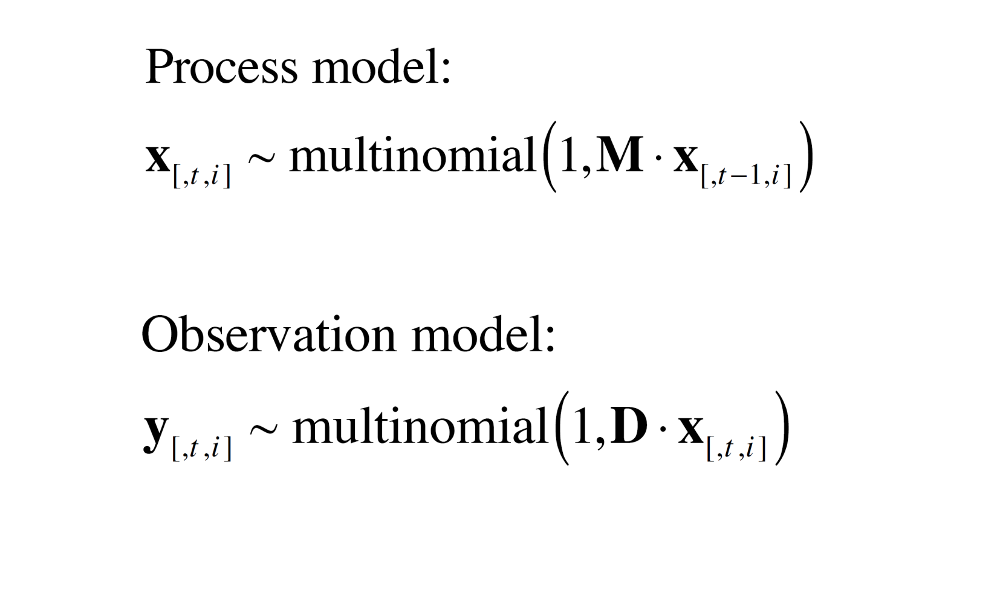 Process model:
x[,t,i] ~ multinomial(1,M · x[,t−1,i])
Observation model:
y[,t,i] ~ multinomial(1,D · x[,t,i])